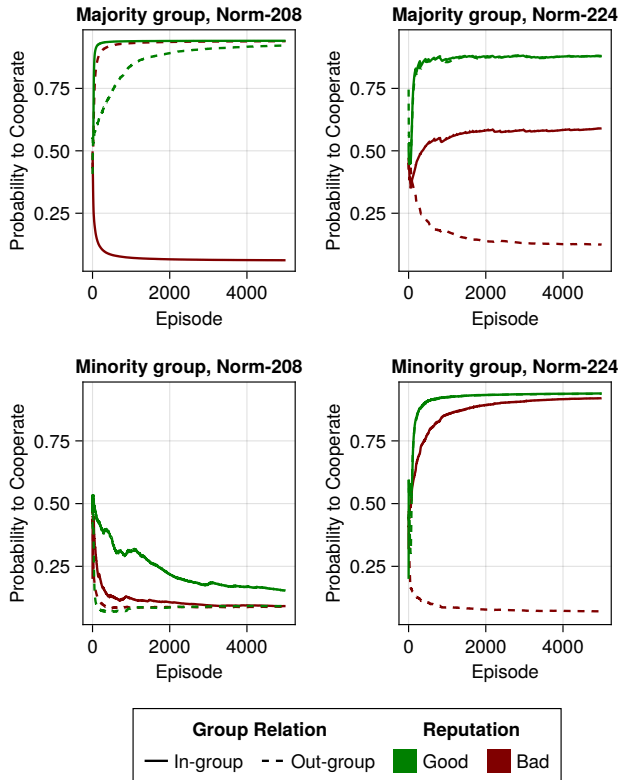 Majority group, Norm-208
Majority group, Norm-224
Probability to Cooperate
0.75
0.50
0.25
0
2000
4000
Episode
Probability to Cooperate
0.75
0.50
0.25
0
2000
4000
Episode
Minority group, Norm-208
Minority group, Norm-224
Probability to Cooperate
0.75
0.50
0.25
0
2000
4000
Episode
Probability to Cooperate
0.75
0.50
0.25
0
2000
4000
Episode
Group Relation
In-group
Out-group
Reputation
Good
Bad